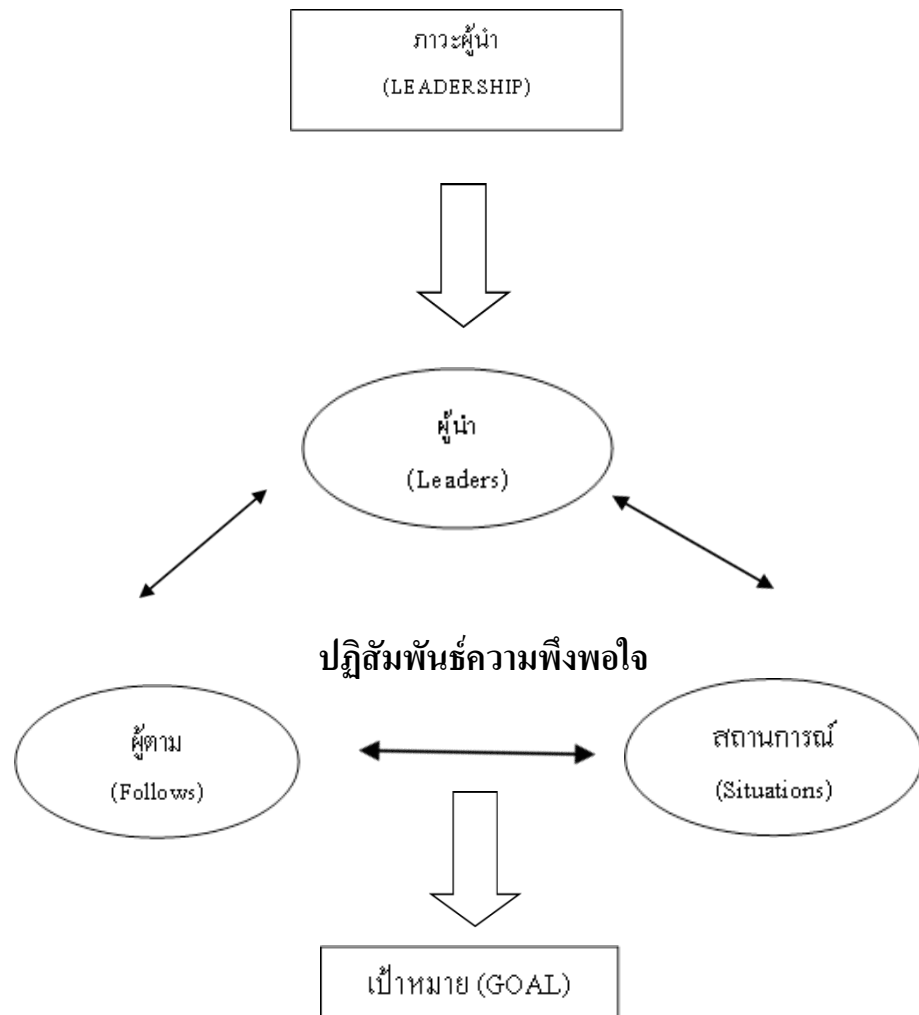 ภาวะผู้นำ
(LEADERSHIP)
ผู้นำ
(Leaders)
ปฏิสัมพันธ์ความพึงพอใจ
ผู้ตาม
(Follows)
สถานการณ์
(Situations)
เป้าหมาย (GOAL)